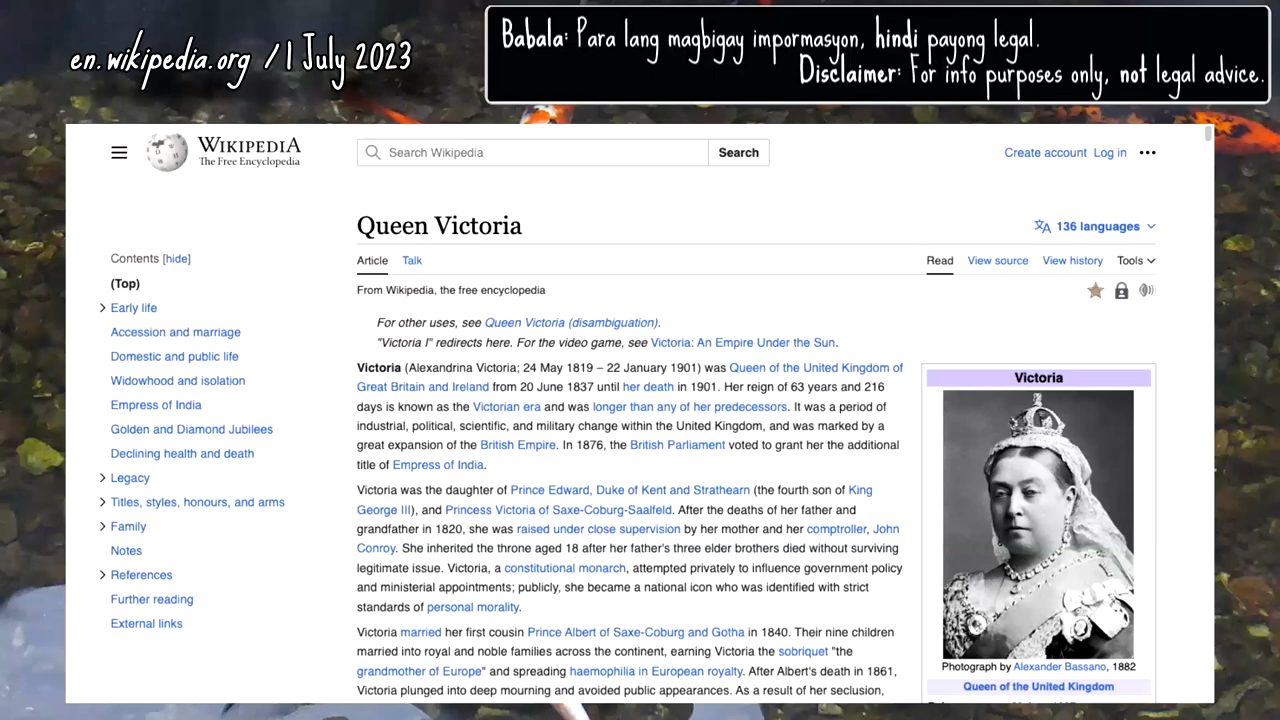 en.wikipedia.org / 1 July 2023
Babala: Para lang magbigay impormasyon, hindi payong legal.
Disclaimer: For info purposes only, not legal advice.
WIKIPEDIA
The Free Encyclopedia
Search Wikipedia
Search
Create account Log in
Queen Victoria
136 languages
Article Talk
Read View source View history Tools
From Wikipedia, the free encyclopedia
Contents [hide]
(Top)
Early life
Accession and marriage
Domestic and public life
Widowhood and isolation
Empress of India
Golden and Diamond Jubilees
Declining health and death
Legacy
Titles, styles, honours, and arms
Family
Notes
References
Further reading
External links
For other uses, see Queen Victoria (disambiguation).
"Victoria I" redirects here. For the video game, see Victoria: An Empire Under the Sun.
Victoria (Alexandrina Victoria; 24 May 1819 – 22 January 1901) was Queen of the United Kingdom of
Great Britain and Ireland from 20 June 1837 until her death in 1901. Her reign of 63 years and 216
days is known as the Victorian era and was longer than any of her predecessors. It was a period of
industrial, political, scientific, and military change within the United Kingdom, and was marked by a
great expansion of the British Empire. In 1876, the British Parliament voted to grant her the additional
title of Empress of India.
Victoria was the daughter of Prince Edward, Duke of Kent and Strathearn (the fourth son of King
George III), and Princess Victoria of Saxe-Coburg-Saalfeld. After the deaths of her father and
grandfather in 1820, she was raised under close supervision by her mother and her comptroller, John
Conroy. She inherited the throne aged 18 after her father's three elder brothers died without surviving
legitimate issue. Victoria, a constitutional monarch, attempted privately to influence government policy
and ministerial appointments; publicly, she became a national icon who was identified with strict
standards of personal morality.
Victoria married her first cousin Prince Albert of Saxe-Coburg and Gotha in 1840. Their nine children
married into royal and noble families across the continent, earning Victoria the sobriquet "the
grandmother of Europe" and spreading haemophilia in European royalty. After Albert's death in 1861,
Victoria plunged into deep mourning and avoided public appearances. As a result of her seclusion,
Victoria
Photograph by Alexander Bassano, 1882
Queen of the United Kingdom